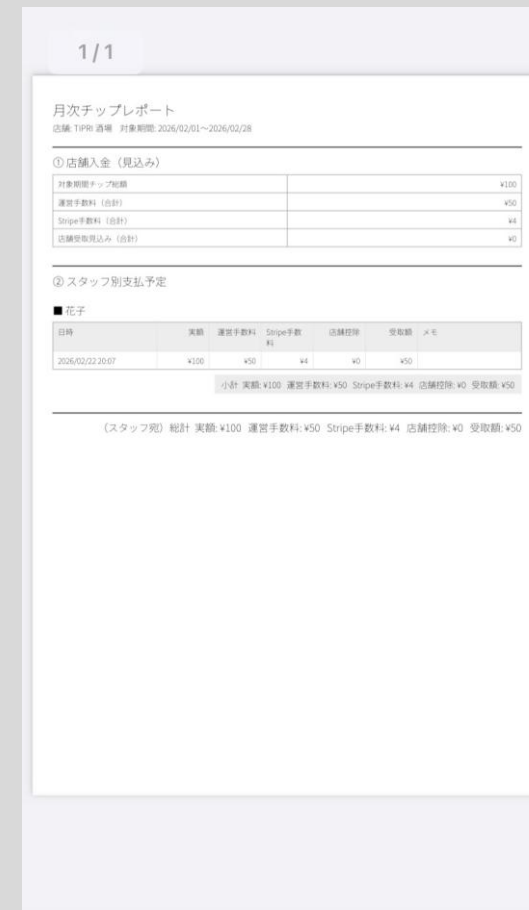 1/1
月次チップレポート
店舗: TIPRI 酒場 対象期間: 2026/02/01〜2026/02/28
① 店舗入金（見込み）
対象期間チップ総額 ¥100
運営手数料（合計） ¥50
Stripe手数料（合計） ¥4
店舗受取見込み（合計） ¥0
② スタッフ別支払予定
■ 花子
日時 実額 運営手数料 Stripe手数料 店舗控除 受取額 メモ
2026/02/22 20:07 ¥100 ¥50 ¥4 ¥0 ¥50
小計 実額: ¥100 運営手数料: ¥50 Stripe手数料: ¥4 店舗控除: ¥0 受取額: ¥50
（スタッフ宛）総計 実額: ¥100 運営手数料: ¥50 Stripe手数料: ¥4 店舗控除: ¥0 受取額: ¥50